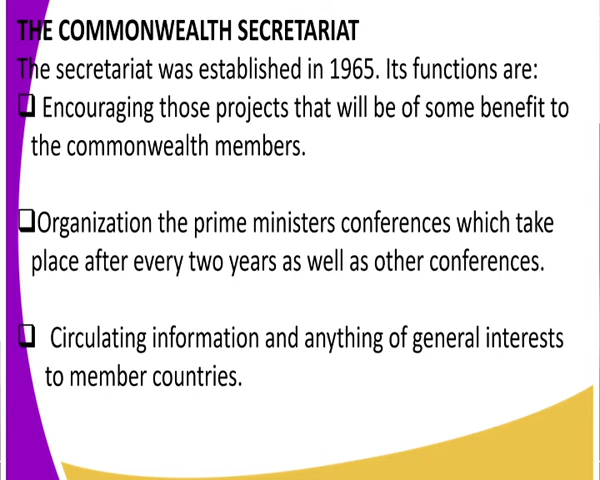 THE COMMONWEALTH SECRETARIAT
The secretariat was established in 1965. Its functions are:
❑ Encouraging those projects that will be of some benefit to
the commonwealth members.
❑Organization the prime ministers conferences which take
place after every two years as well as other conferences.
❑ Circulating information and anything of general interests
to member countries.